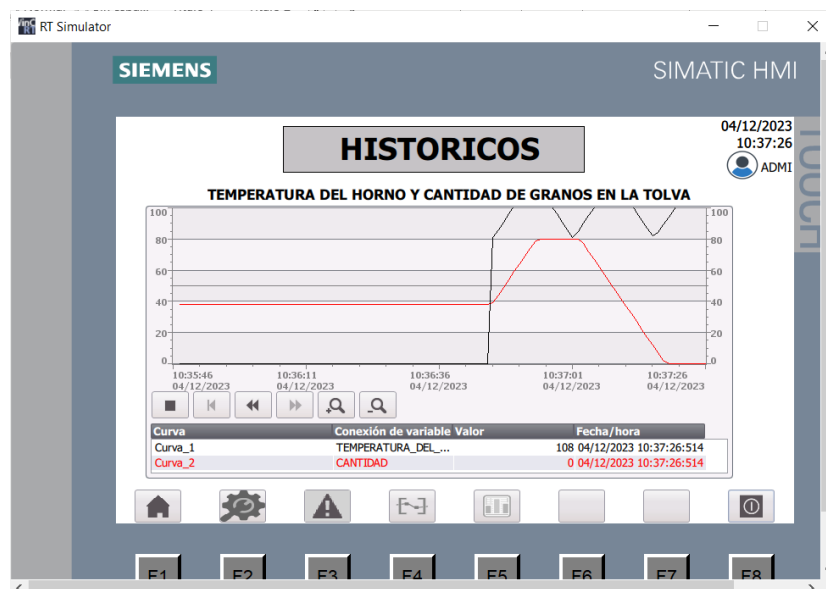 RT Simulator
SIEMENS
SIMATIC HMI
TOUCH
04/12/2023
10:37:26
ADMI
HISTORICOS
TEMPERATURA DEL HORNO Y CANTIDAD DE GRANOS EN LA TOLVA
100 100
80 80
60 60
40 40
20 20
0 0
10:35:46 10:36:11 10:36:36 10:37:01 10:37:26
04/12/2023 04/12/2023 04/12/2023 04/12/2023 04/12/2023
Curva Conexión de variable Valor Fecha/hora
Curva_1 TEMPERATURA_DEL_... 108 04/12/2023 10:37:26:514
Curva_2 CANTIDAD 0 04/12/2023 10:37:26:514
F1 F2 F3 F4 F5 F6 F7 F8